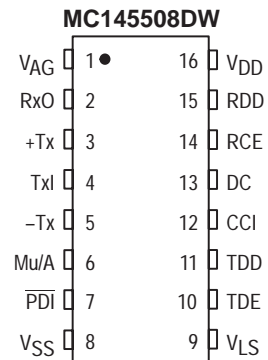 MC145508DW
VAG 1 16 VDD
RxO 2 15 RDD
+Tx 3 14 RCE
TxI 4 13 DC
–Tx 5 12 CCI
Mu/A 6 11 TDD
PDI 7 10 TDE
VSS 8 9 VLS